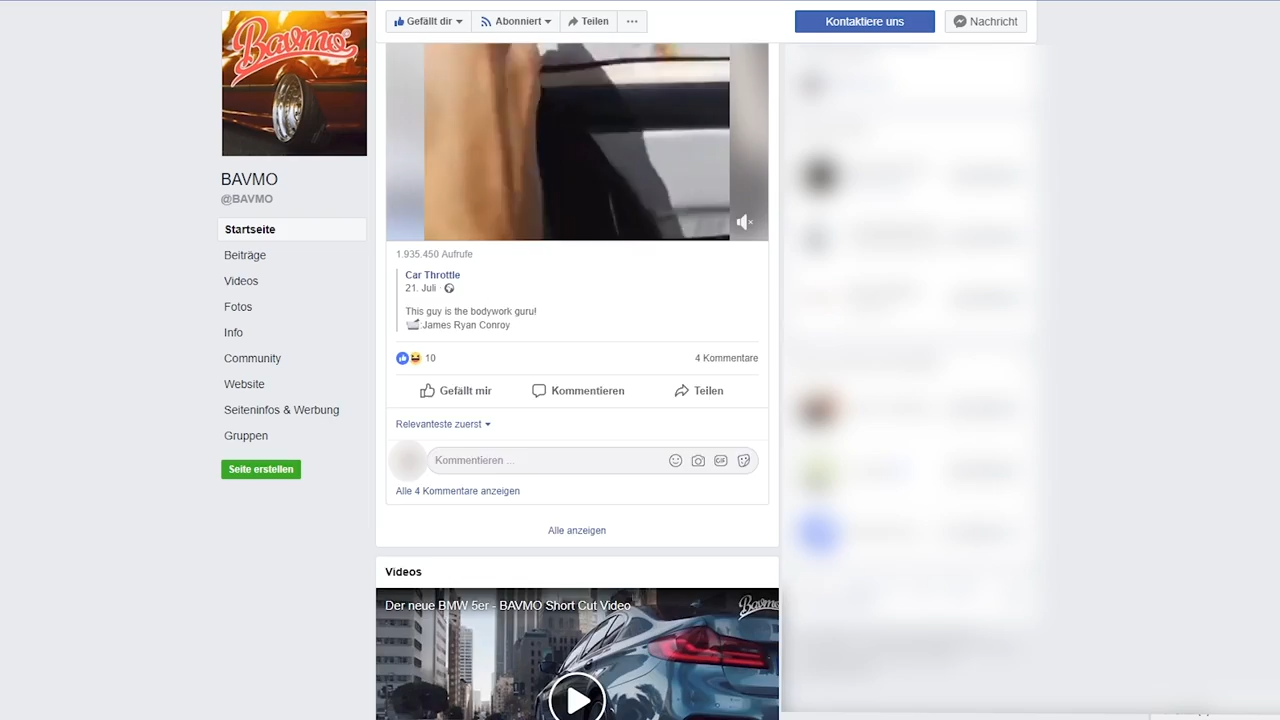 Gefällt dir
Abonniert
Teilen
Kontaktiere uns
Nachricht
Bavmo
BAVMO
@BAVMO
Startseite
Beiträge
Videos
Fotos
Info
Community
Website
Seiteninfos & Werbung
Gruppen
Seite erstellen
1.935.450 Aufrufe
Car Throttle
21. Juli ·
This guy is the bodywork guru!
:James Ryan Conroy
10
4 Kommentare
Gefällt mir
Kommentieren
Teilen
Relevanteste zuerst
Kommentieren ...
GIF
Alle 4 Kommentare anzeigen
Alle anzeigen
Videos
Der neue BMW 5er - BAVMO Short Cut Video
Bavmo